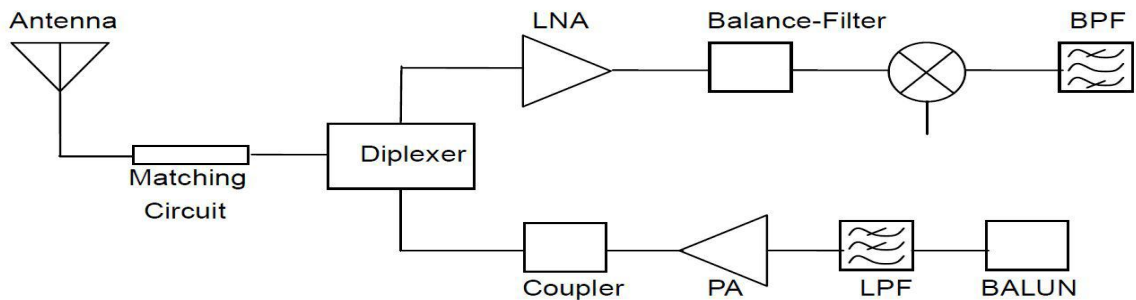 Antenna
LNA
Balance-Filter
BPF
Diplexer
Matching
Circuit
Coupler
PA
LPF
BALUN